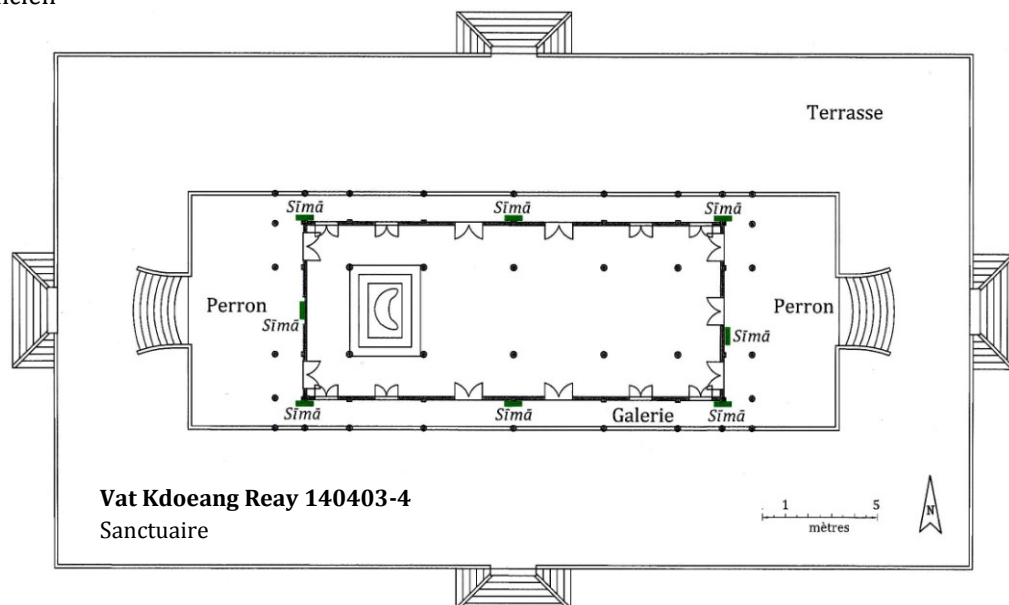 Terrasse
Sīmā Sīmā Sīmā
Perron Perron
Sīmā Sīmā
Sīmā Sīmā Galerie Sīmā
Vat Kdoeang Reay 140403-4
Sanctuaire
1 5
mètres
N